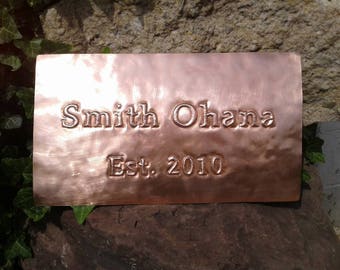 Smith Ohana
Est. 2010